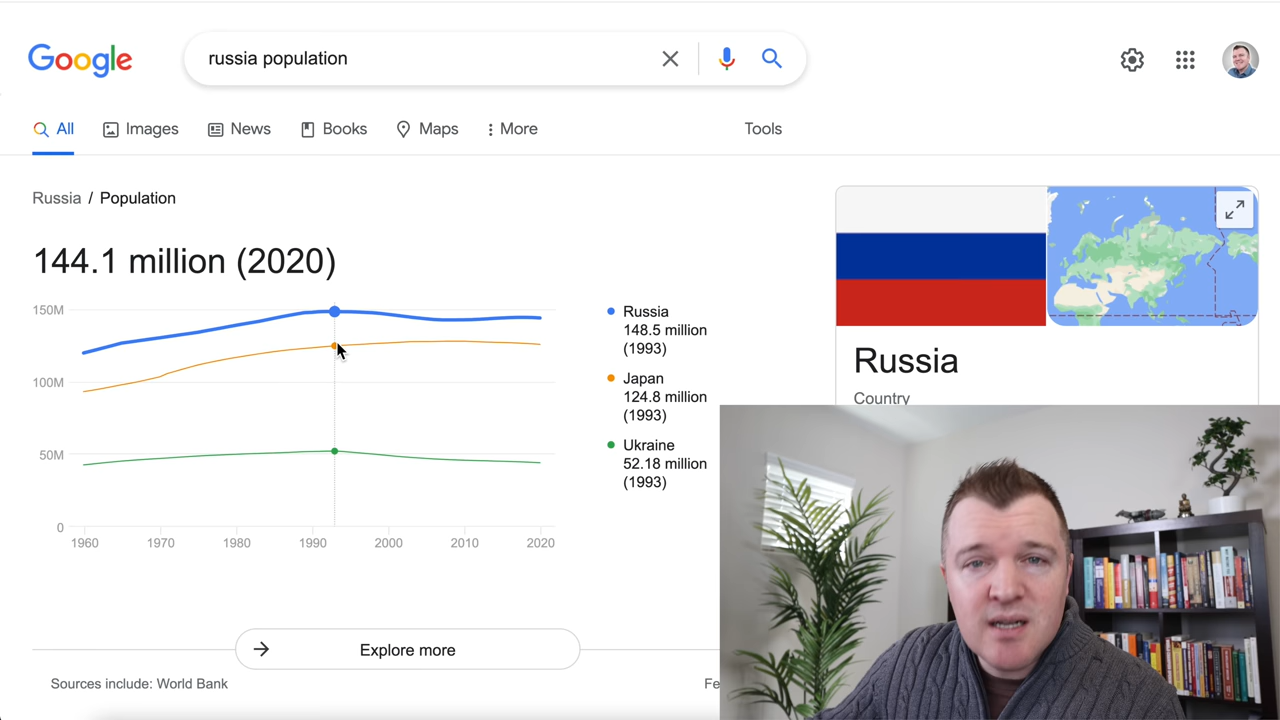 Google
russia population
All Images News Books Maps More Tools
Russia / Population
144.1 million (2020)
150M
100M
50M
0
1960 1970 1980 1990 2000 2010 2020
Russia
148.5 million
(1993)
Japan
124.8 million
(1993)
Ukraine
52.18 million
(1993)
Russia
Country
Explore more
Sources include: World Bank
Fe